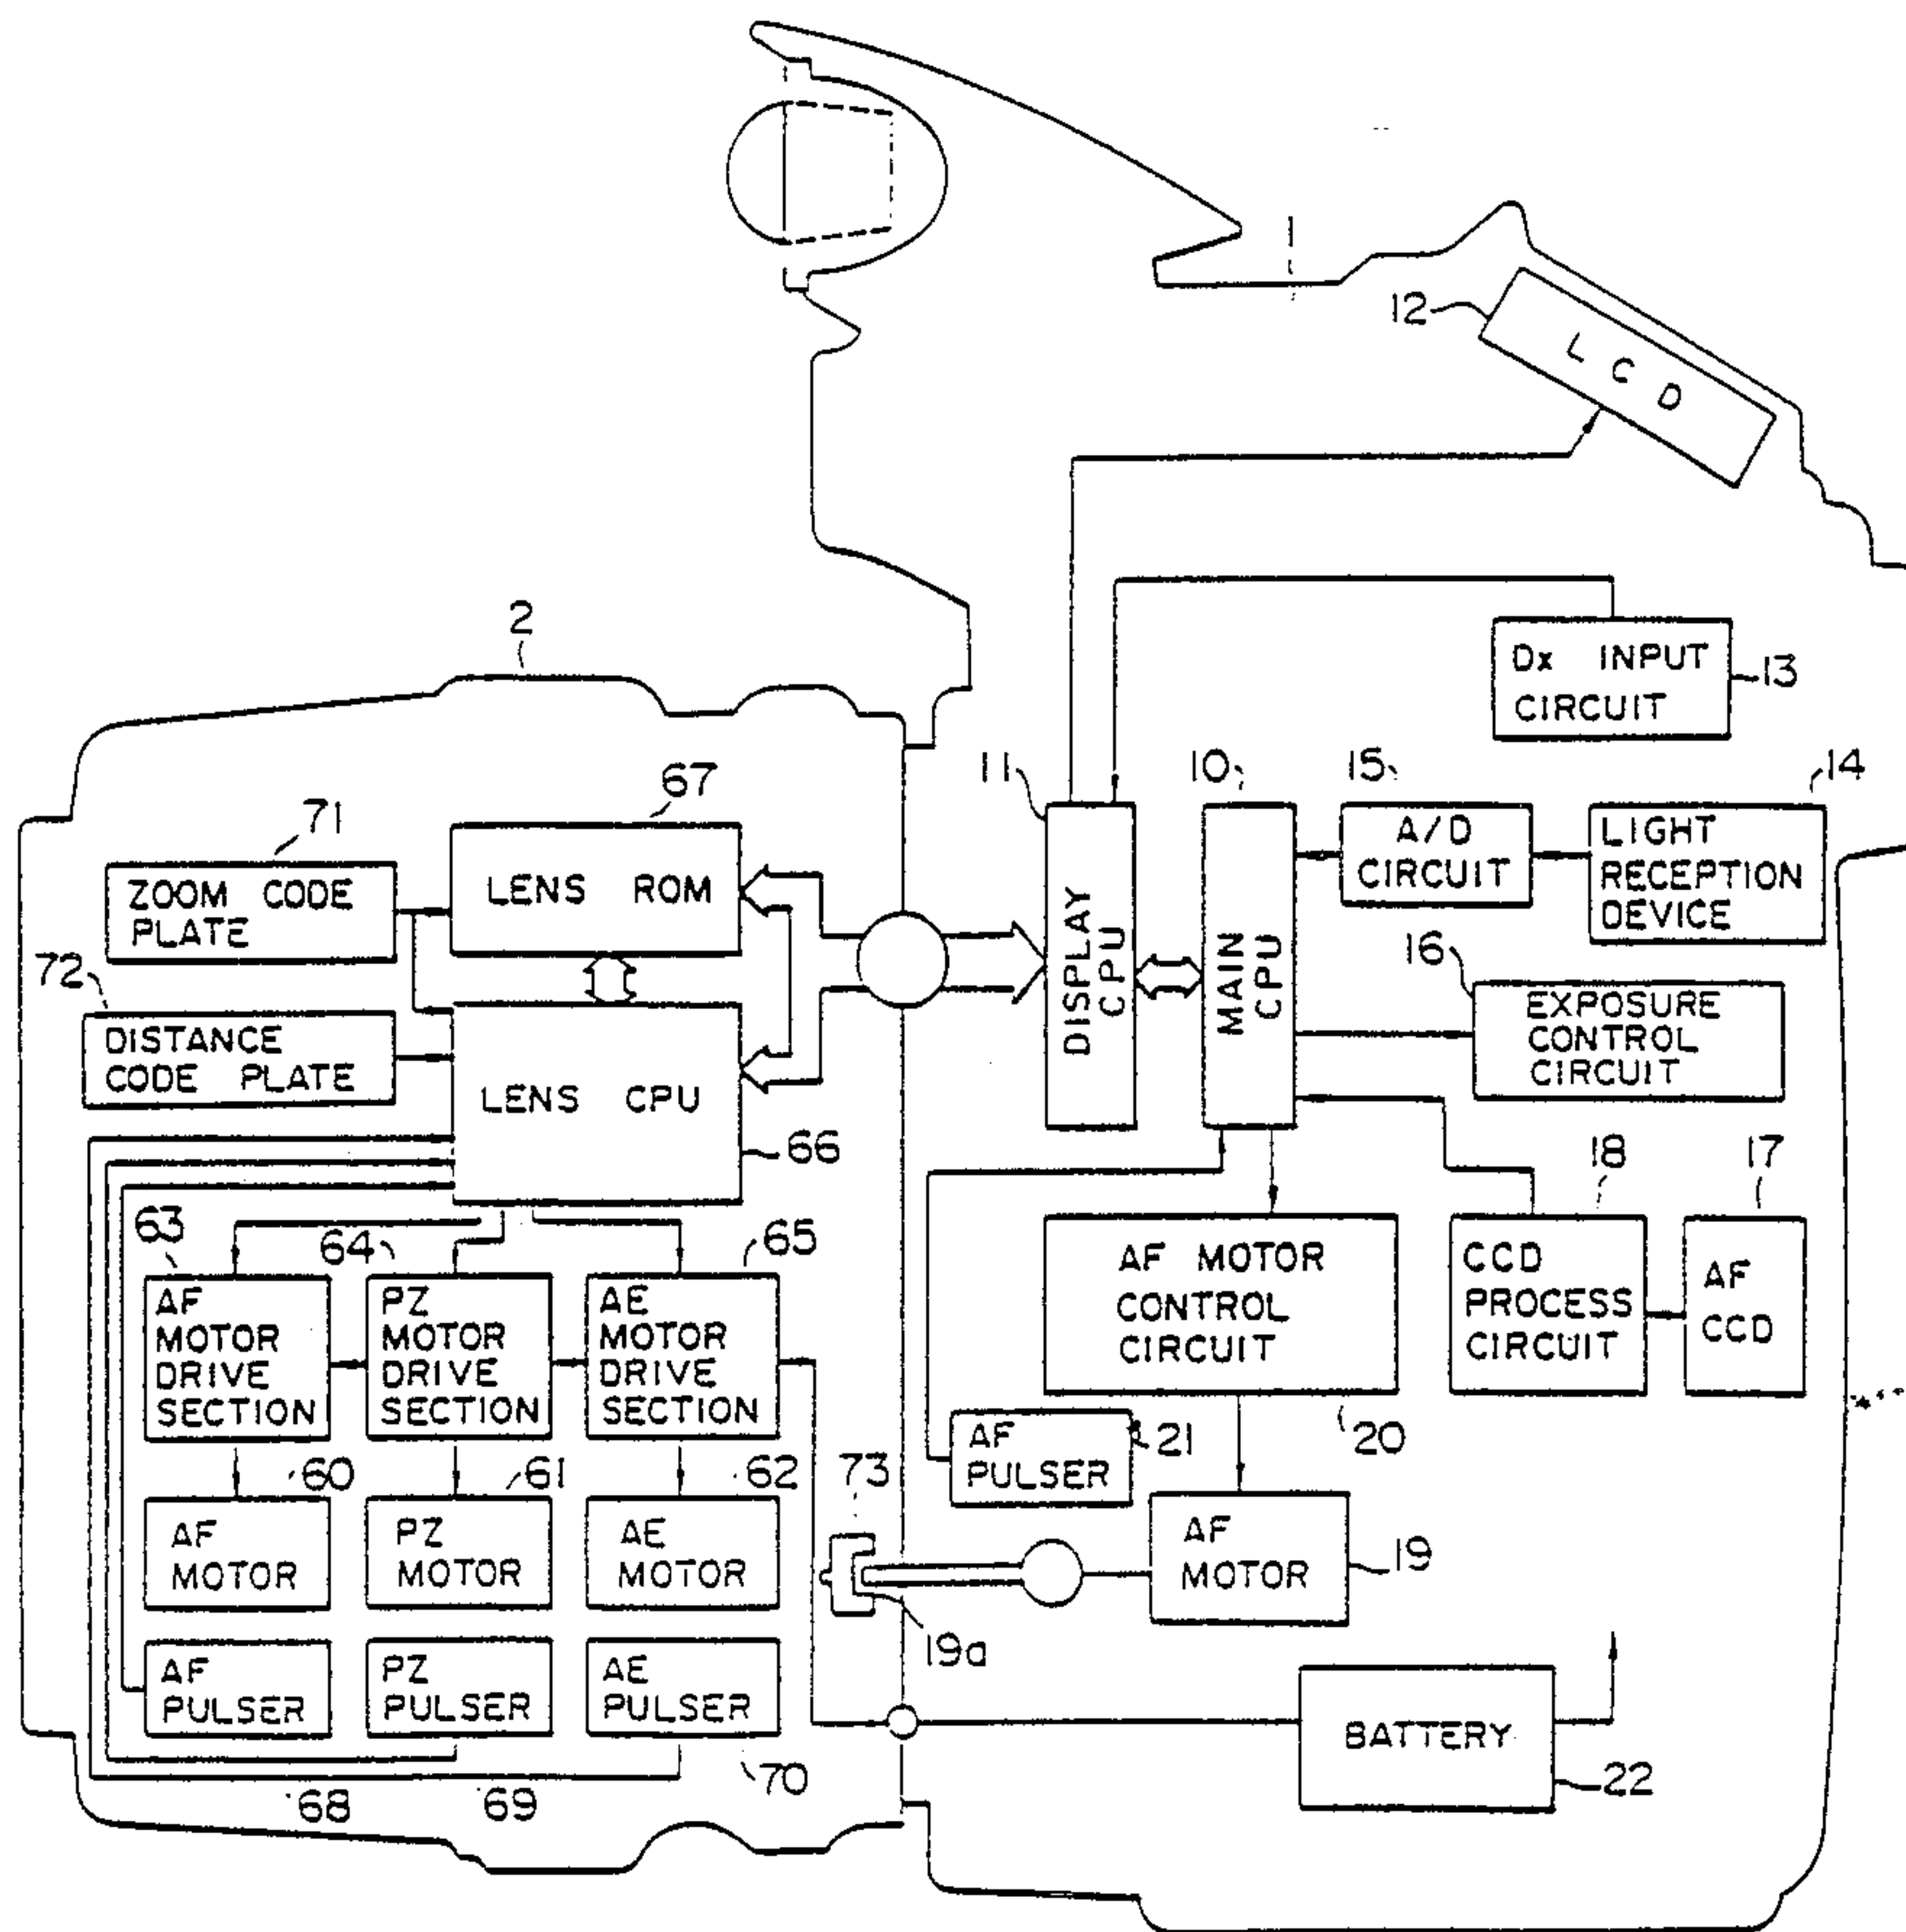 1
12
LCD
2
Dx INPUT
CIRCUIT
13
11
10
15
14
67
71
A/D
CIRCUIT
LIGHT
RECEPTION
DEVICE
ZOOM CODE
PLATE
LENS ROM
DISPLAY
CPU
MAIN
CPU
72
16
DISTANCE
CODE PLATE
EXPOSURE
CONTROL
CIRCUIT
LENS CPU
66
18
17
63
64
65
AF
MOTOR
DRIVE
SECTION
PZ
MOTOR
DRIVE
SECTION
AE
MOTOR
DRIVE
SECTION
AF MOTOR
CONTROL
CIRCUIT
CCD
PROCESS
CIRCUIT
AF
CCD
20
AF
PULSER
21
60
61
62
73
AF
MOTOR
PZ
MOTOR
AE
MOTOR
AF
MOTOR
19
19a
AF
PULSER
PZ
PULSER
AE
PULSER
BATTERY
22
68
69
70